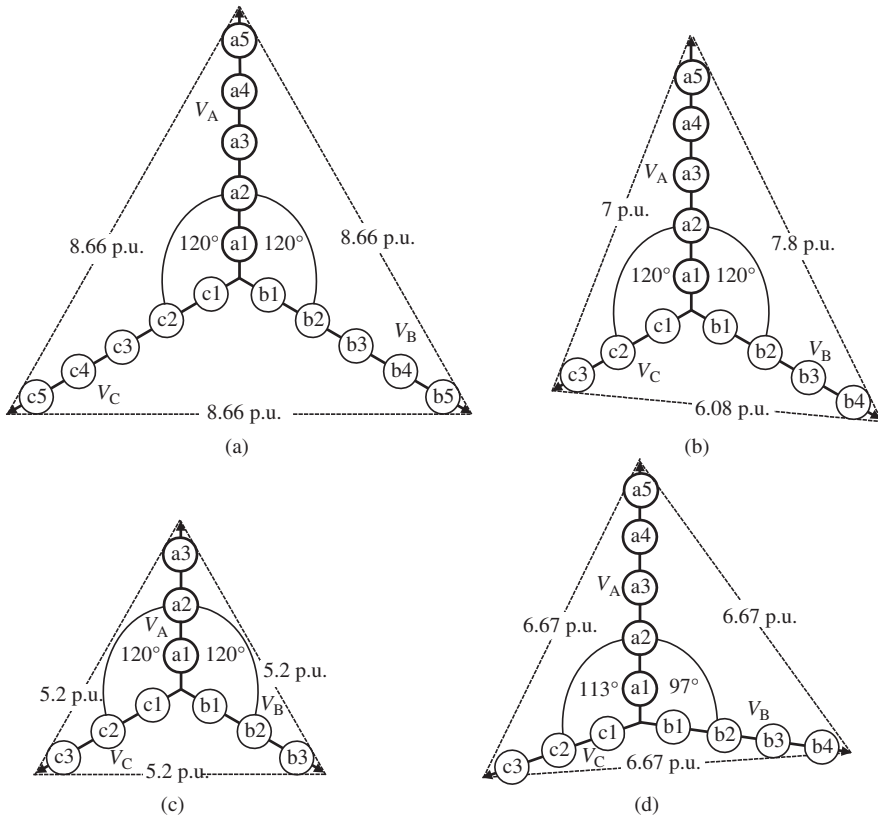 a5
a4
V_A
a3
a2
8.66 p.u.
8.66 p.u.
120°
a1
120°
c1
b1
c2
b2
c3
b3
V_B
c4
b4
c5
V_C
b5
8.66 p.u.
(a)
a5
a4
V_A
a3
7 p.u.
a2
7.8 p.u.
120°
a1
120°
c1
b1
c2
b2
V_C
V_B
c3
b3
b4
6.08 p.u.
(b)
a3
a2
V_A
120°
a1
120°
5.2 p.u.
5.2 p.u.
c1
b1
V_B
c2
b2
V_C
c3
b3
5.2 p.u.
(c)
a5
a4
V_A
a3
6.67 p.u.
6.67 p.u.
a2
113°
a1
97°
c1
b1
V_B
c2
b2
b3
b4
V_C
c3
6.67 p.u.
(d)